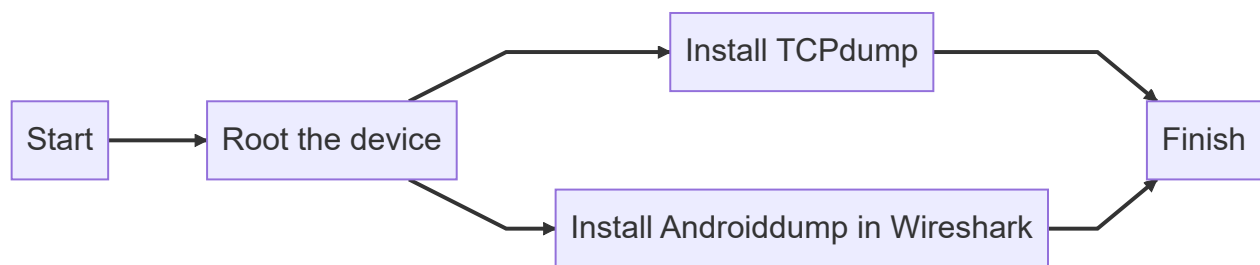 Start
Root the device
Install TCPdump
Install Androiddump in Wireshark
Finish